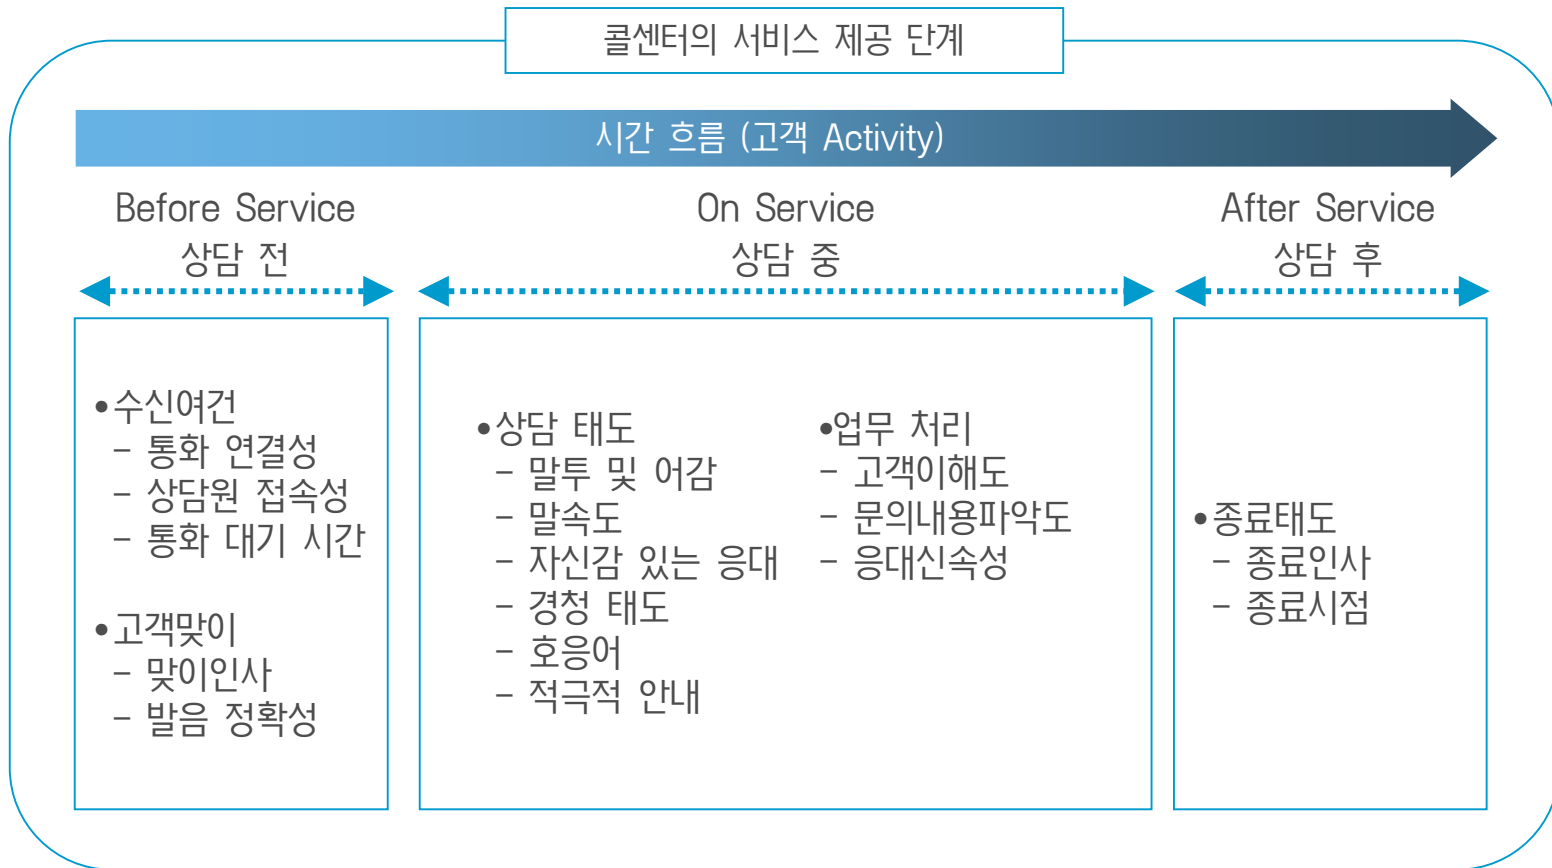 콜센터의 서비스 제공 단계
시간 흐름 (고객 Activity)
Before Service
상담 전
On Service
상담 중
After Service
상담 후
•수신여건
– 통화 연결성
– 상담원 접속성
– 통화 대기 시간
•고객맞이
– 맞이인사
– 발음 정확성
•상담 태도
– 말투 및 어감
– 말속도
– 자신감 있는 응대
– 경청 태도
– 호응어
– 적극적 안내
•업무 처리
– 고객이해도
– 문의내용파악도
– 응대신속성
•종료태도
– 종료인사
– 종료시점